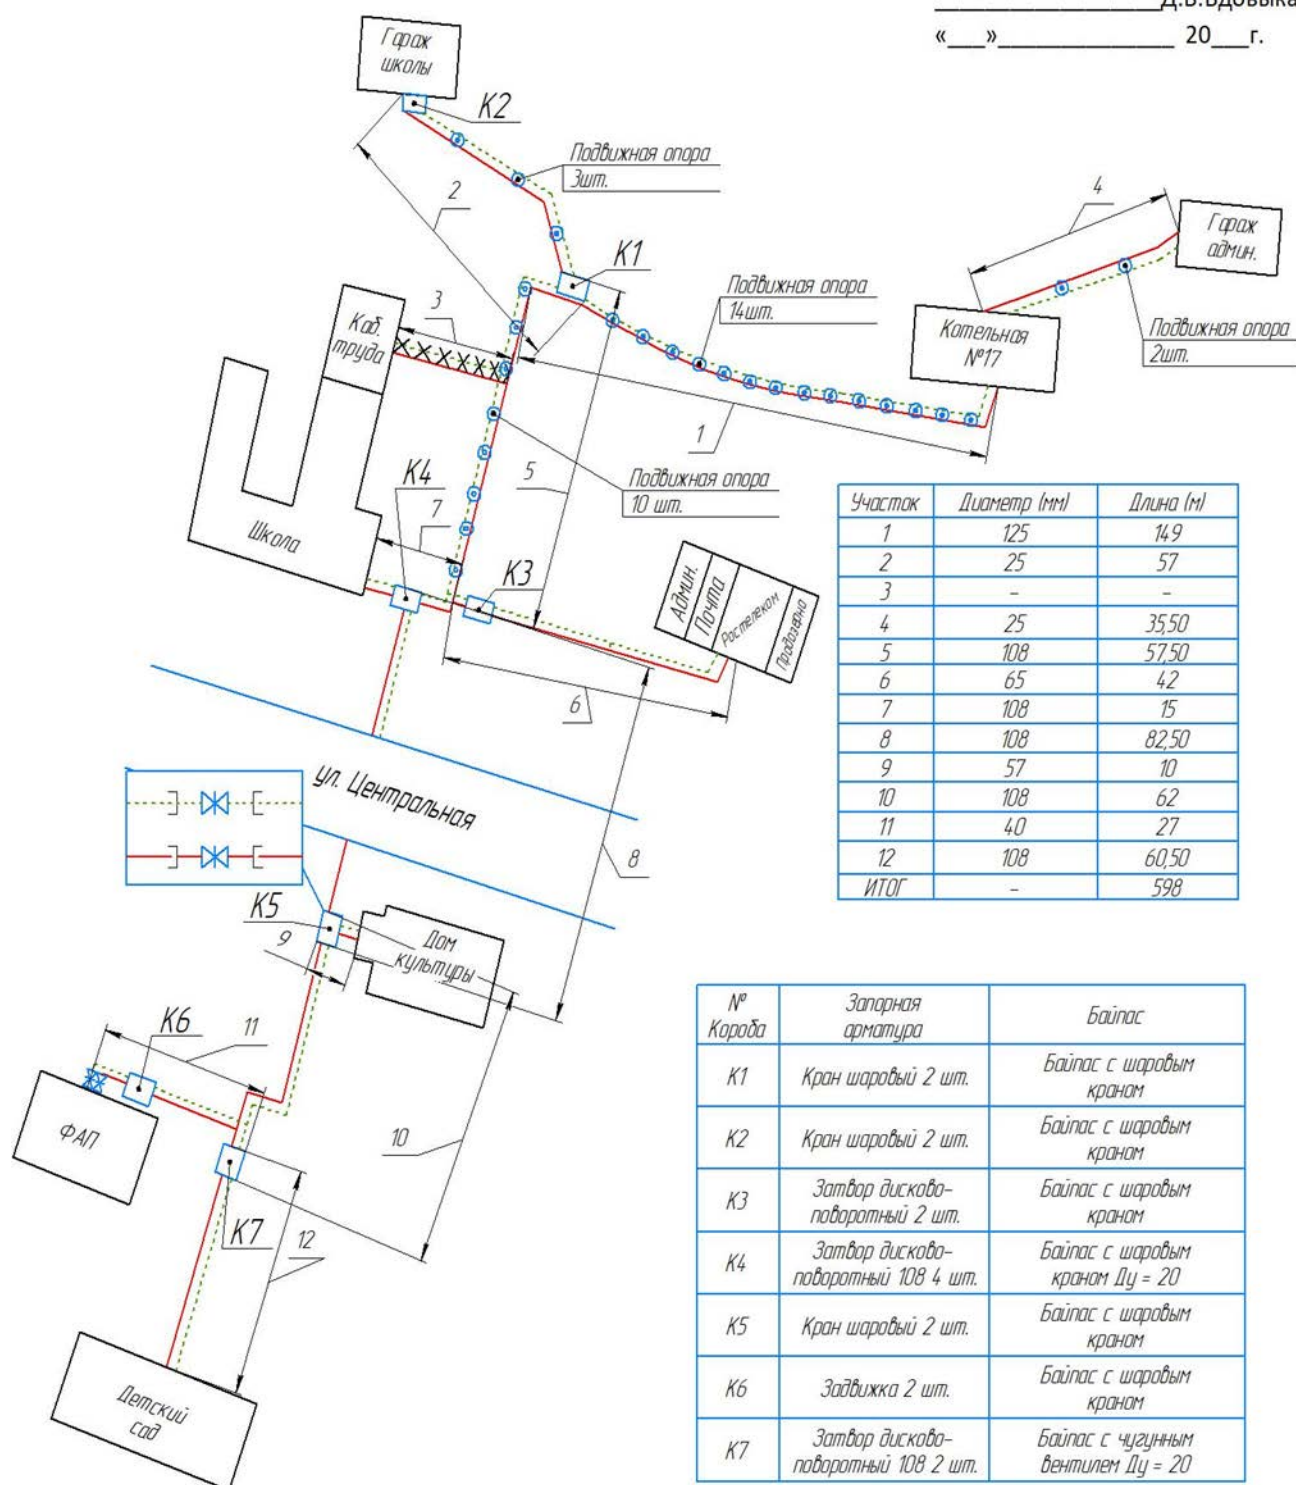 Д.В.Вдовыка
«___»______________ 20___г.
Гараж
школы
К2
Подвижная опора
3шт.
2
4
Гараж
админ.
К1
Подвижная опора
14шт.
3
Каб.
труда
Котельная
№17
Подвижная опора
2шт.
1
К4
7
5
Подвижная опора
10 шт.
Школа
К3
Админ.
Почта
Ростелеком
6
ул. Центральная
8
Участок Диаметр (мм) Длина (м)
1 125 149
2 25 57
3 - -
4 25 35,50
5 108 57,50
6 65 42
7 108 15
8 108 82,50
9 57 10
10 108 62
11 40 27
12 108 60,50
ИТОГ - 598
К5
9
Дом
культуры
К6
11
ФАП
10
К7
12
Детский
сад
№
Короба
Запорная
арматура
Байпас
К1 Кран шаровый 2 шт. Байпас с шаровым
краном
К2 Кран шаровый 2 шт. Байпас с шаровым
краном
К3 Затвор дисково-
поворотный 2 шт.
Байпас с шаровым
краном
К4 Затвор дисково-
поворотный 108 4 шт.
Байпас с шаровым
краном Ду = 20
К5 Кран шаровый 2 шт. Байпас с шаровым
краном
К6 Задвижка 2 шт. Байпас с шаровым
краном
К7 Затвор дисково-
поворотный 108 2 шт.
Байпас с чугунным
вентилем Ду = 20